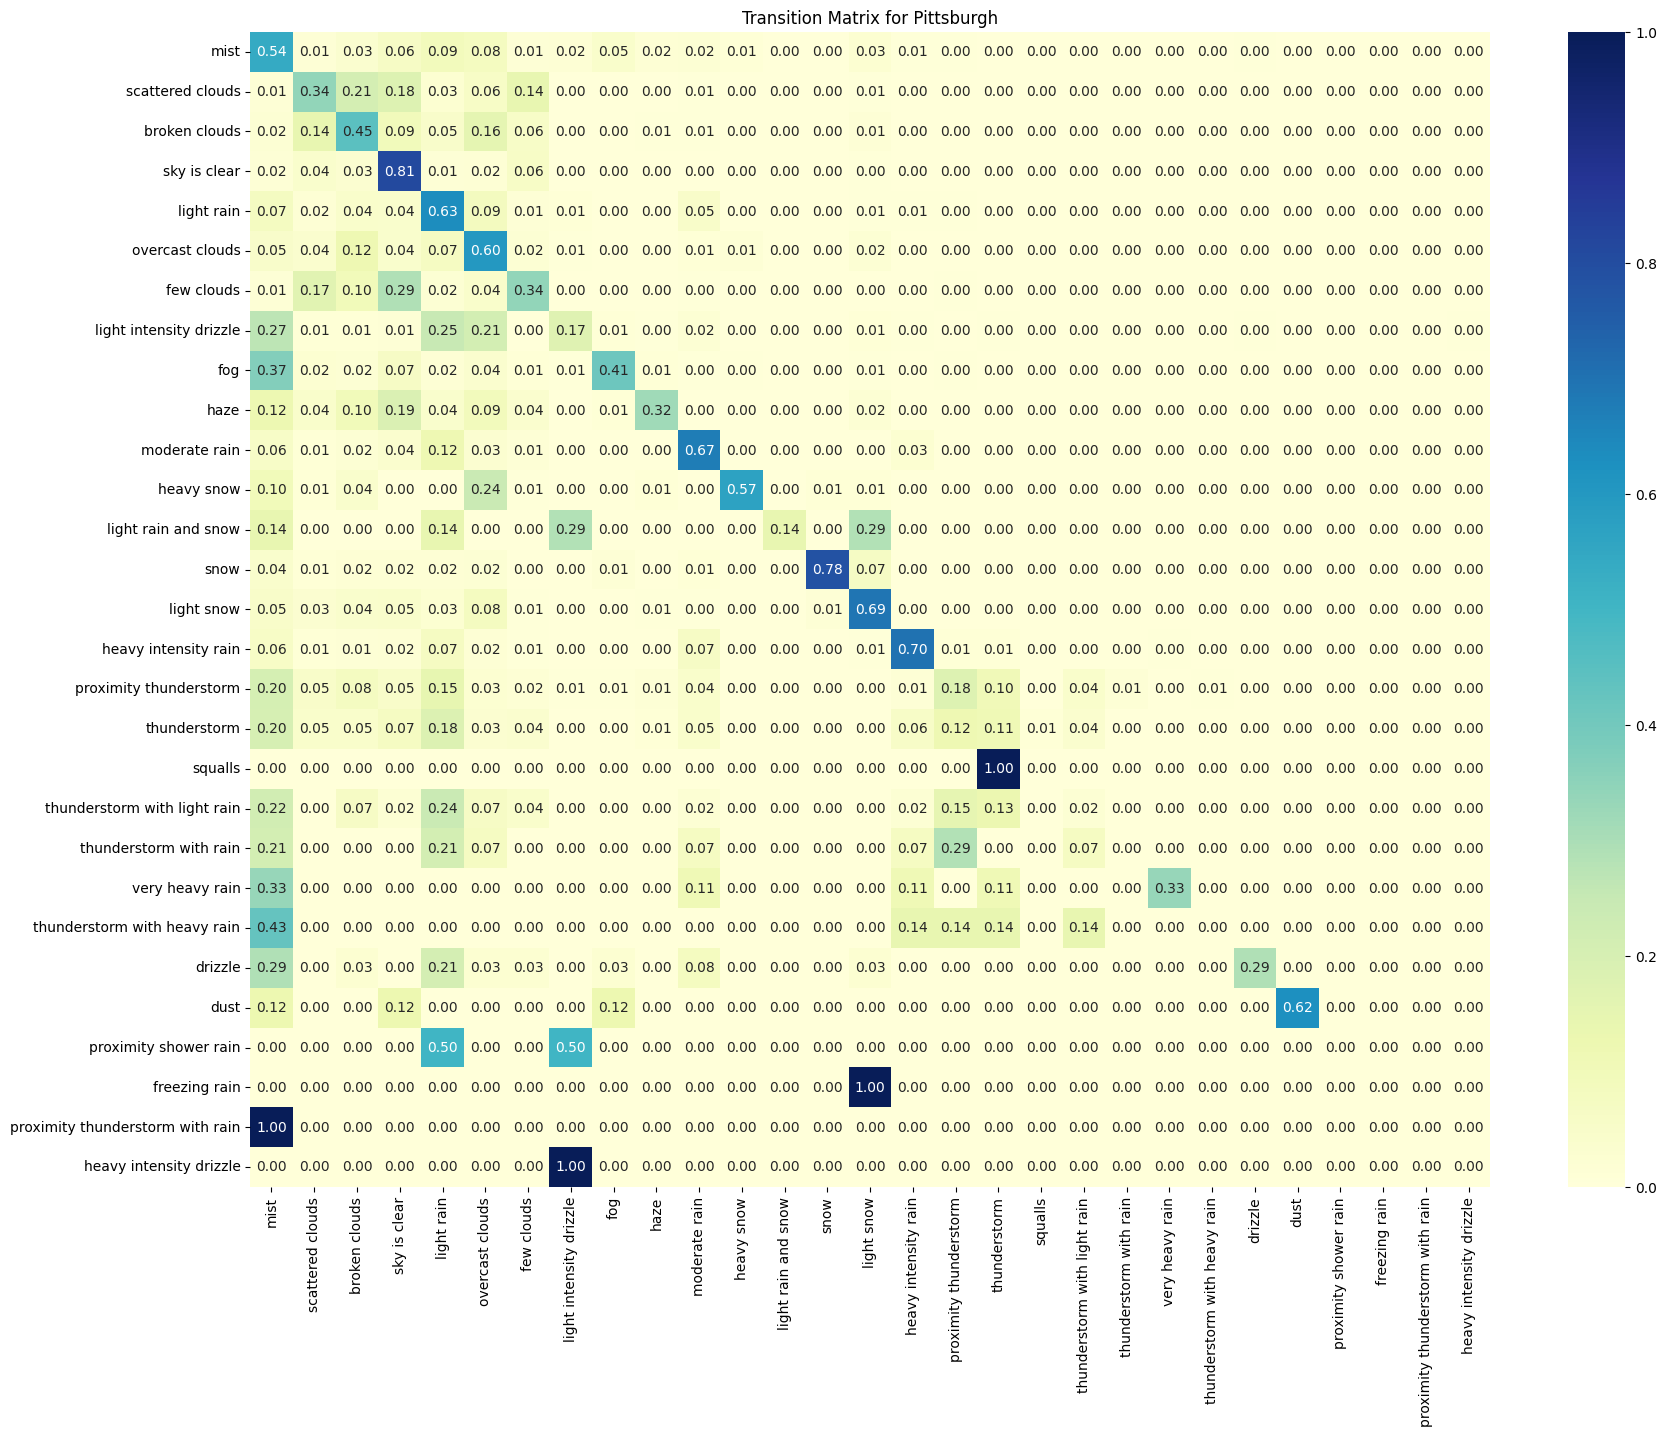 Transition Matrix for Pittsburgh
mist 0.54 0.01 0.03 0.06 0.09 0.08 0.01 0.02 0.05 0.02 0.02 0.01 0.00 0.00 0.03 0.01 0.00 0.00 0.00 0.00 0.00 0.00 0.00 0.00 0.00 0.00 0.00 0.00 0.00
scattered clouds 0.01 0.34 0.21 0.18 0.03 0.06 0.14 0.00 0.00 0.00 0.01 0.00 0.00 0.00 0.01 0.00 0.00 0.00 0.00 0.00 0.00 0.00 0.00 0.00 0.00 0.00 0.00 0.00 0.00
broken clouds 0.02 0.14 0.45 0.09 0.05 0.16 0.06 0.00 0.00 0.01 0.01 0.00 0.00 0.00 0.01 0.00 0.00 0.00 0.00 0.00 0.00 0.00 0.00 0.00 0.00 0.00 0.00 0.00 0.00
sky is clear 0.02 0.04 0.03 0.81 0.01 0.02 0.06 0.00 0.00 0.00 0.00 0.00 0.00 0.00 0.00 0.00 0.00 0.00 0.00 0.00 0.00 0.00 0.00 0.00 0.00 0.00 0.00 0.00 0.00
light rain 0.07 0.02 0.04 0.04 0.63 0.09 0.01 0.01 0.00 0.00 0.05 0.00 0.00 0.00 0.01 0.01 0.00 0.00 0.00 0.00 0.00 0.00 0.00 0.00 0.00 0.00 0.00 0.00 0.00
overcast clouds 0.05 0.04 0.12 0.04 0.07 0.60 0.02 0.01 0.00 0.00 0.01 0.01 0.00 0.00 0.02 0.00 0.00 0.00 0.00 0.00 0.00 0.00 0.00 0.00 0.00 0.00 0.00 0.00 0.00
few clouds 0.01 0.17 0.10 0.29 0.02 0.04 0.34 0.00 0.00 0.00 0.00 0.00 0.00 0.00 0.00 0.00 0.00 0.00 0.00 0.00 0.00 0.00 0.00 0.00 0.00 0.00 0.00 0.00 0.00
light intensity drizzle 0.27 0.01 0.01 0.01 0.25 0.21 0.00 0.17 0.01 0.00 0.02 0.00 0.00 0.00 0.01 0.00 0.00 0.00 0.00 0.00 0.00 0.00 0.00 0.00 0.00 0.00 0.00 0.00 0.00
fog 0.37 0.02 0.02 0.07 0.02 0.04 0.01 0.01 0.41 0.01 0.00 0.00 0.00 0.00 0.01 0.00 0.00 0.00 0.00 0.00 0.00 0.00 0.00 0.00 0.00 0.00 0.00 0.00 0.00
haze 0.12 0.04 0.10 0.19 0.04 0.09 0.04 0.00 0.01 0.32 0.00 0.00 0.00 0.00 0.02 0.00 0.00 0.00 0.00 0.00 0.00 0.00 0.00 0.00 0.00 0.00 0.00 0.00 0.00
moderate rain 0.06 0.01 0.02 0.04 0.12 0.03 0.01 0.00 0.00 0.00 0.67 0.00 0.00 0.00 0.00 0.03 0.00 0.00 0.00 0.00 0.00 0.00 0.00 0.00 0.00 0.00 0.00 0.00 0.00
heavy snow 0.10 0.01 0.04 0.00 0.00 0.24 0.01 0.00 0.00 0.01 0.00 0.57 0.00 0.01 0.01 0.00 0.00 0.00 0.00 0.00 0.00 0.00 0.00 0.00 0.00 0.00 0.00 0.00 0.00
light rain and snow 0.14 0.00 0.00 0.00 0.14 0.00 0.00 0.29 0.00 0.00 0.00 0.00 0.14 0.00 0.29 0.00 0.00 0.00 0.00 0.00 0.00 0.00 0.00 0.00 0.00 0.00 0.00 0.00 0.00
snow 0.04 0.01 0.02 0.02 0.02 0.02 0.00 0.00 0.01 0.00 0.01 0.00 0.00 0.78 0.07 0.00 0.00 0.00 0.00 0.00 0.00 0.00 0.00 0.00 0.00 0.00 0.00 0.00 0.00
light snow 0.05 0.03 0.04 0.05 0.03 0.08 0.01 0.00 0.00 0.01 0.00 0.00 0.00 0.01 0.69 0.00 0.00 0.00 0.00 0.00 0.00 0.00 0.00 0.00 0.00 0.00 0.00 0.00 0.00
heavy intensity rain 0.06 0.01 0.01 0.02 0.07 0.02 0.01 0.00 0.00 0.00 0.07 0.00 0.00 0.00 0.01 0.70 0.01 0.01 0.00 0.00 0.00 0.00 0.00 0.00 0.00 0.00 0.00 0.00 0.00
proximity thunderstorm 0.20 0.05 0.08 0.05 0.15 0.03 0.02 0.01 0.01 0.01 0.04 0.00 0.00 0.00 0.00 0.01 0.18 0.10 0.00 0.04 0.01 0.00 0.01 0.00 0.00 0.00 0.00 0.00 0.00
thunderstorm 0.20 0.05 0.05 0.07 0.18 0.03 0.04 0.00 0.00 0.01 0.05 0.00 0.00 0.00 0.00 0.06 0.12 0.11 0.01 0.04 0.00 0.00 0.00 0.00 0.00 0.00 0.00 0.00 0.00
squalls 0.00 0.00 0.00 0.00 0.00 0.00 0.00 0.00 0.00 0.00 0.00 0.00 0.00 0.00 0.00 0.00 0.00 1.00 0.00 0.00 0.00 0.00 0.00 0.00 0.00 0.00 0.00 0.00 0.00
thunderstorm with light rain 0.22 0.00 0.07 0.02 0.24 0.07 0.04 0.00 0.00 0.00 0.02 0.00 0.00 0.00 0.00 0.02 0.15 0.13 0.00 0.02 0.00 0.00 0.00 0.00 0.00 0.00 0.00 0.00 0.00
thunderstorm with rain 0.21 0.00 0.00 0.00 0.21 0.07 0.00 0.00 0.00 0.00 0.07 0.00 0.00 0.00 0.00 0.07 0.29 0.00 0.00 0.07 0.00 0.00 0.00 0.00 0.00 0.00 0.00 0.00 0.00
very heavy rain 0.33 0.00 0.00 0.00 0.00 0.00 0.00 0.00 0.00 0.00 0.11 0.00 0.00 0.00 0.00 0.11 0.00 0.11 0.00 0.00 0.00 0.33 0.00 0.00 0.00 0.00 0.00 0.00 0.00
thunderstorm with heavy rain 0.43 0.00 0.00 0.00 0.00 0.00 0.00 0.00 0.00 0.00 0.00 0.00 0.00 0.00 0.00 0.14 0.14 0.14 0.00 0.14 0.00 0.00 0.00 0.00 0.00 0.00 0.00 0.00 0.00
drizzle 0.29 0.00 0.03 0.00 0.21 0.03 0.03 0.00 0.03 0.00 0.08 0.00 0.00 0.00 0.03 0.00 0.00 0.00 0.00 0.00 0.00 0.00 0.00 0.29 0.00 0.00 0.00 0.00 0.00
dust 0.12 0.00 0.00 0.12 0.00 0.00 0.00 0.00 0.12 0.00 0.00 0.00 0.00 0.00 0.00 0.00 0.00 0.00 0.00 0.00 0.00 0.00 0.00 0.00 0.62 0.00 0.00 0.00 0.00
proximity shower rain 0.00 0.00 0.00 0.00 0.50 0.00 0.00 0.50 0.00 0.00 0.00 0.00 0.00 0.00 0.00 0.00 0.00 0.00 0.00 0.00 0.00 0.00 0.00 0.00 0.00 0.00 0.00 0.00 0.00
freezing rain 0.00 0.00 0.00 0.00 0.00 0.00 0.00 0.00 0.00 0.00 0.00 0.00 0.00 0.00 1.00 0.00 0.00 0.00 0.00 0.00 0.00 0.00 0.00 0.00 0.00 0.00 0.00 0.00 0.00
proximity thunderstorm with rain 1.00 0.00 0.00 0.00 0.00 0.00 0.00 0.00 0.00 0.00 0.00 0.00 0.00 0.00 0.00 0.00 0.00 0.00 0.00 0.00 0.00 0.00 0.00 0.00 0.00 0.00 0.00 0.00 0.00
heavy intensity drizzle 0.00 0.00 0.00 0.00 0.00 0.00 0.00 1.00 0.00 0.00 0.00 0.00 0.00 0.00 0.00 0.00 0.00 0.00 0.00 0.00 0.00 0.00 0.00 0.00 0.00 0.00 0.00 0.00 0.00
mist
scattered clouds
broken clouds
sky is clear
light rain
overcast clouds
few clouds
light intensity drizzle
fog
haze
moderate rain
heavy snow
light rain and snow
snow
light snow
heavy intensity rain
proximity thunderstorm
thunderstorm
squalls
thunderstorm with light rain
thunderstorm with rain
very heavy rain
thunderstorm with heavy rain
drizzle
dust
proximity shower rain
freezing rain
proximity thunderstorm with rain
heavy intensity drizzle
1.0
0.8
0.6
0.4
0.2
0.0